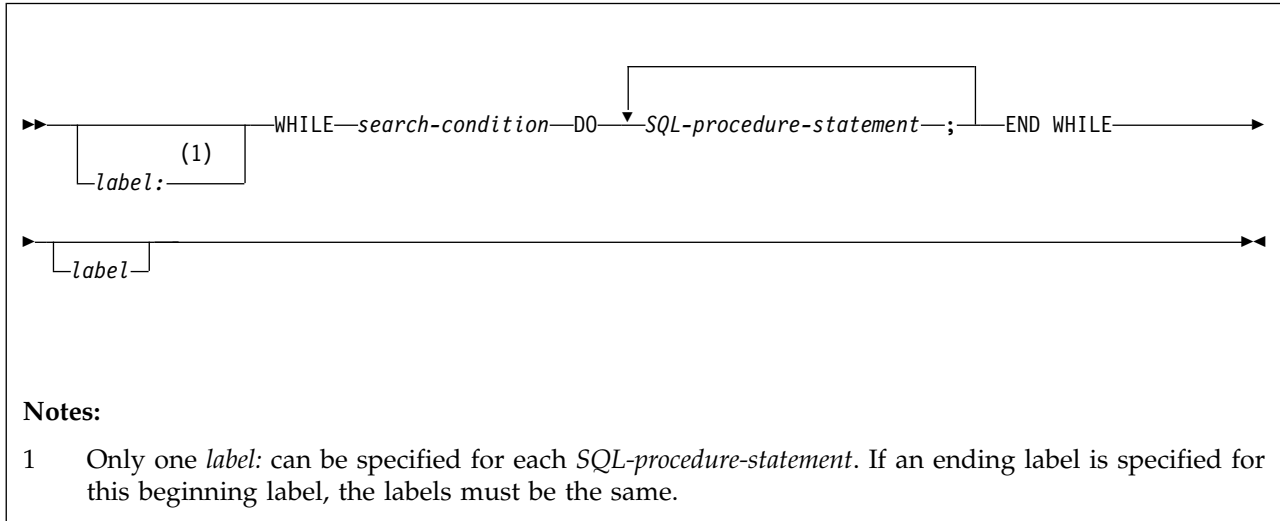 (1)
label:
WHILE search-condition DO SQL-procedure-statement ; END WHILE
label
Notes:
1 Only one label: can be specified for each SQL-procedure-statement. If an ending label is specified for
this beginning label, the labels must be the same.